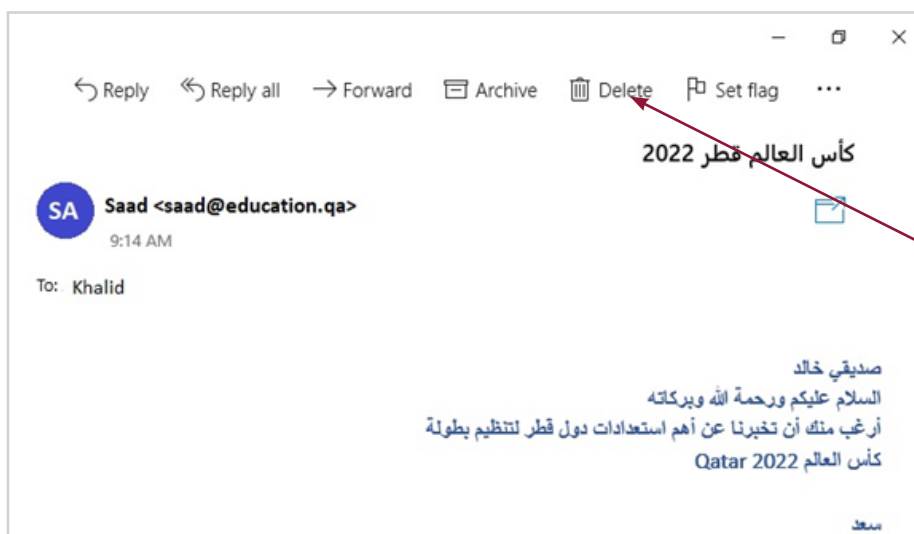 Reply Reply all Forward Archive Delete Set flag ...
كأس العالم قطر 2022
SA Saad <saad@education.qa>
9:14 AM
To: Khalid
صديقي خالد
السلام عليكم ورحمة الله وبركاته
أرغب منك أن تخبرنا عن أهم استعدادات دول قطر لتنظيم بطولة
كأس العالم Qatar 2022
سعد